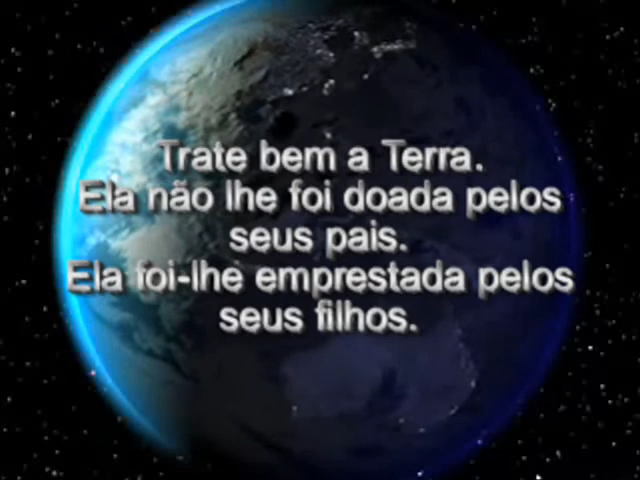 Trate bem a Terra.
Ela não lhe foi doada pelos
seus pais.
Ela foi-lhe emprestada pelos
seus filhos.